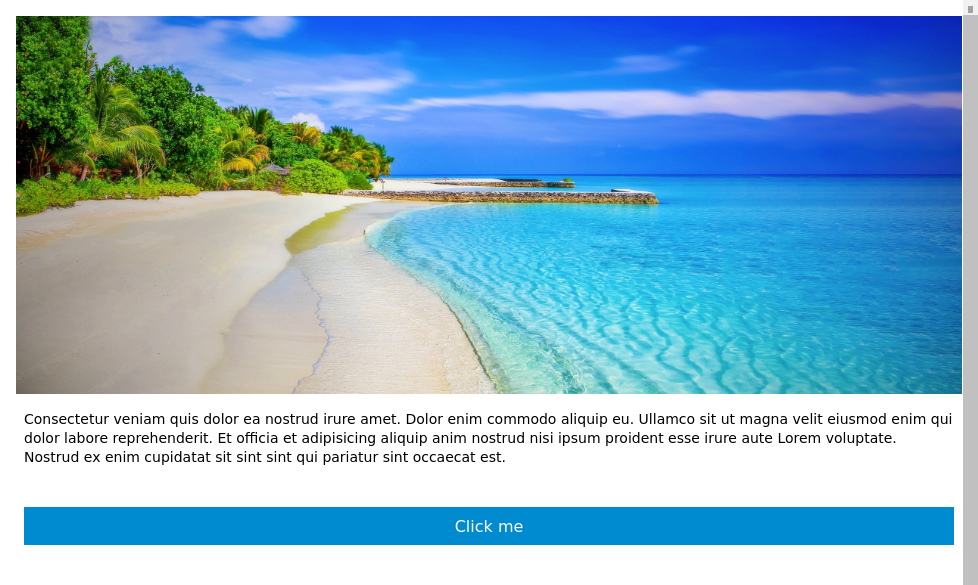 Consectetur veniam quis dolor ea nostrud irure amet. Dolor enim commodo aliquip eu. Ullamco sit ut magna velit eiusmod enim qui
dolor labore reprehenderit. Et officia et adipisicing aliquip anim nostrud nisi ipsum proident esse irure aute Lorem voluptate.
Nostrud ex enim cupidatat sit sint sint qui pariatur sint occaecat est.
Click me